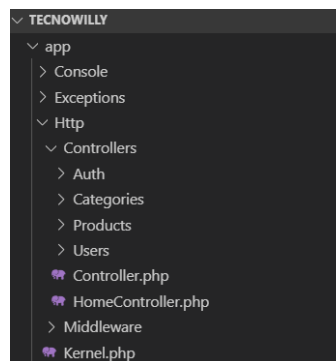 TECNOWILLY
app
Console
Exceptions
Http
Controllers
Auth
Categories
Products
Users
Controller.php
HomeController.php
Middleware
Kernel.php